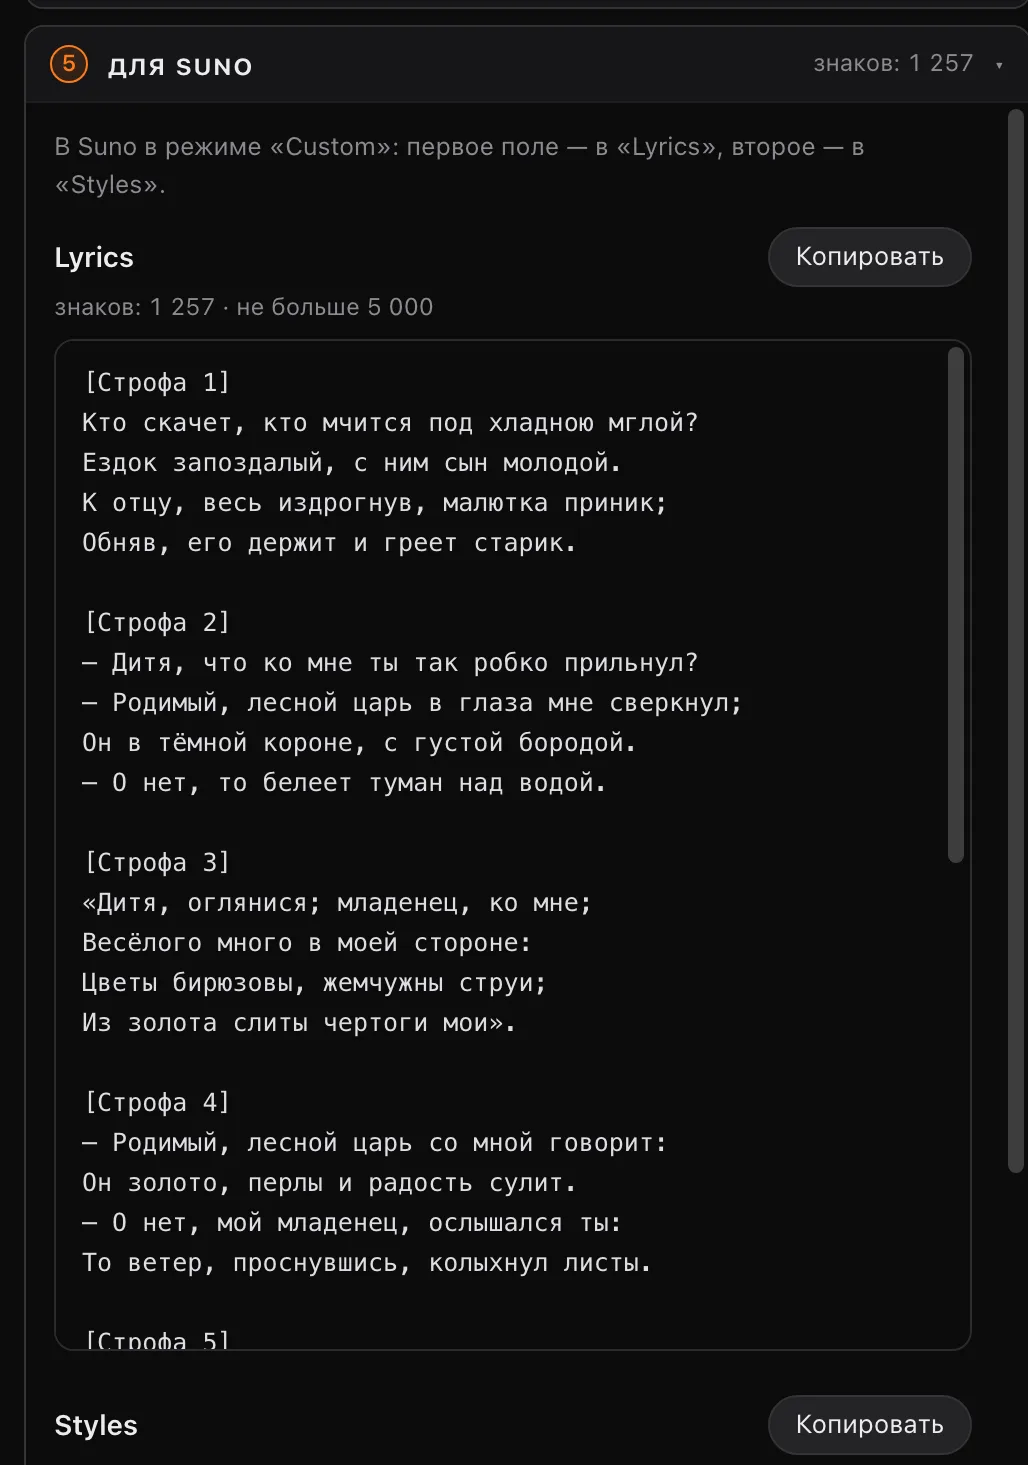 5 ДЛЯ SUNO знаков: 1 257 ▾
В Suno в режиме «Custom»: первое поле — в «Lyrics», второе — в
«Styles».
Lyrics Копировать
знаков: 1 257 · не больше 5 000
[Строфа 1]
Кто скачет, кто мчится под хладною мглой?
Ездок запоздалый, с ним сын молодой.
К отцу, весь издрогнув, малютка приник;
Обняв, его держит и греет старик.

[Строфа 2]
— Дитя, что ко мне ты так робко прильнул?
— Родимый, лесной царь в глаза мне сверкнул;
Он в тёмной короне, с густой бородой.
— О нет, то белеет туман над водой.

[Строфа 3]
«Дитя, оглянися; младенец, ко мне;
Весёлого много в моей стороне:
Цветы бирюзовы, жемчужны струи;
Из золота слиты чертоги мои».

[Строфа 4]
— Родимый, лесной царь со мной говорит:
Он золото, перлы и радость сулит.
— О нет, мой младенец, ослышался ты:
То ветер, проснувшись, колыхнул листы.

[Строфа 5]
Styles Копировать